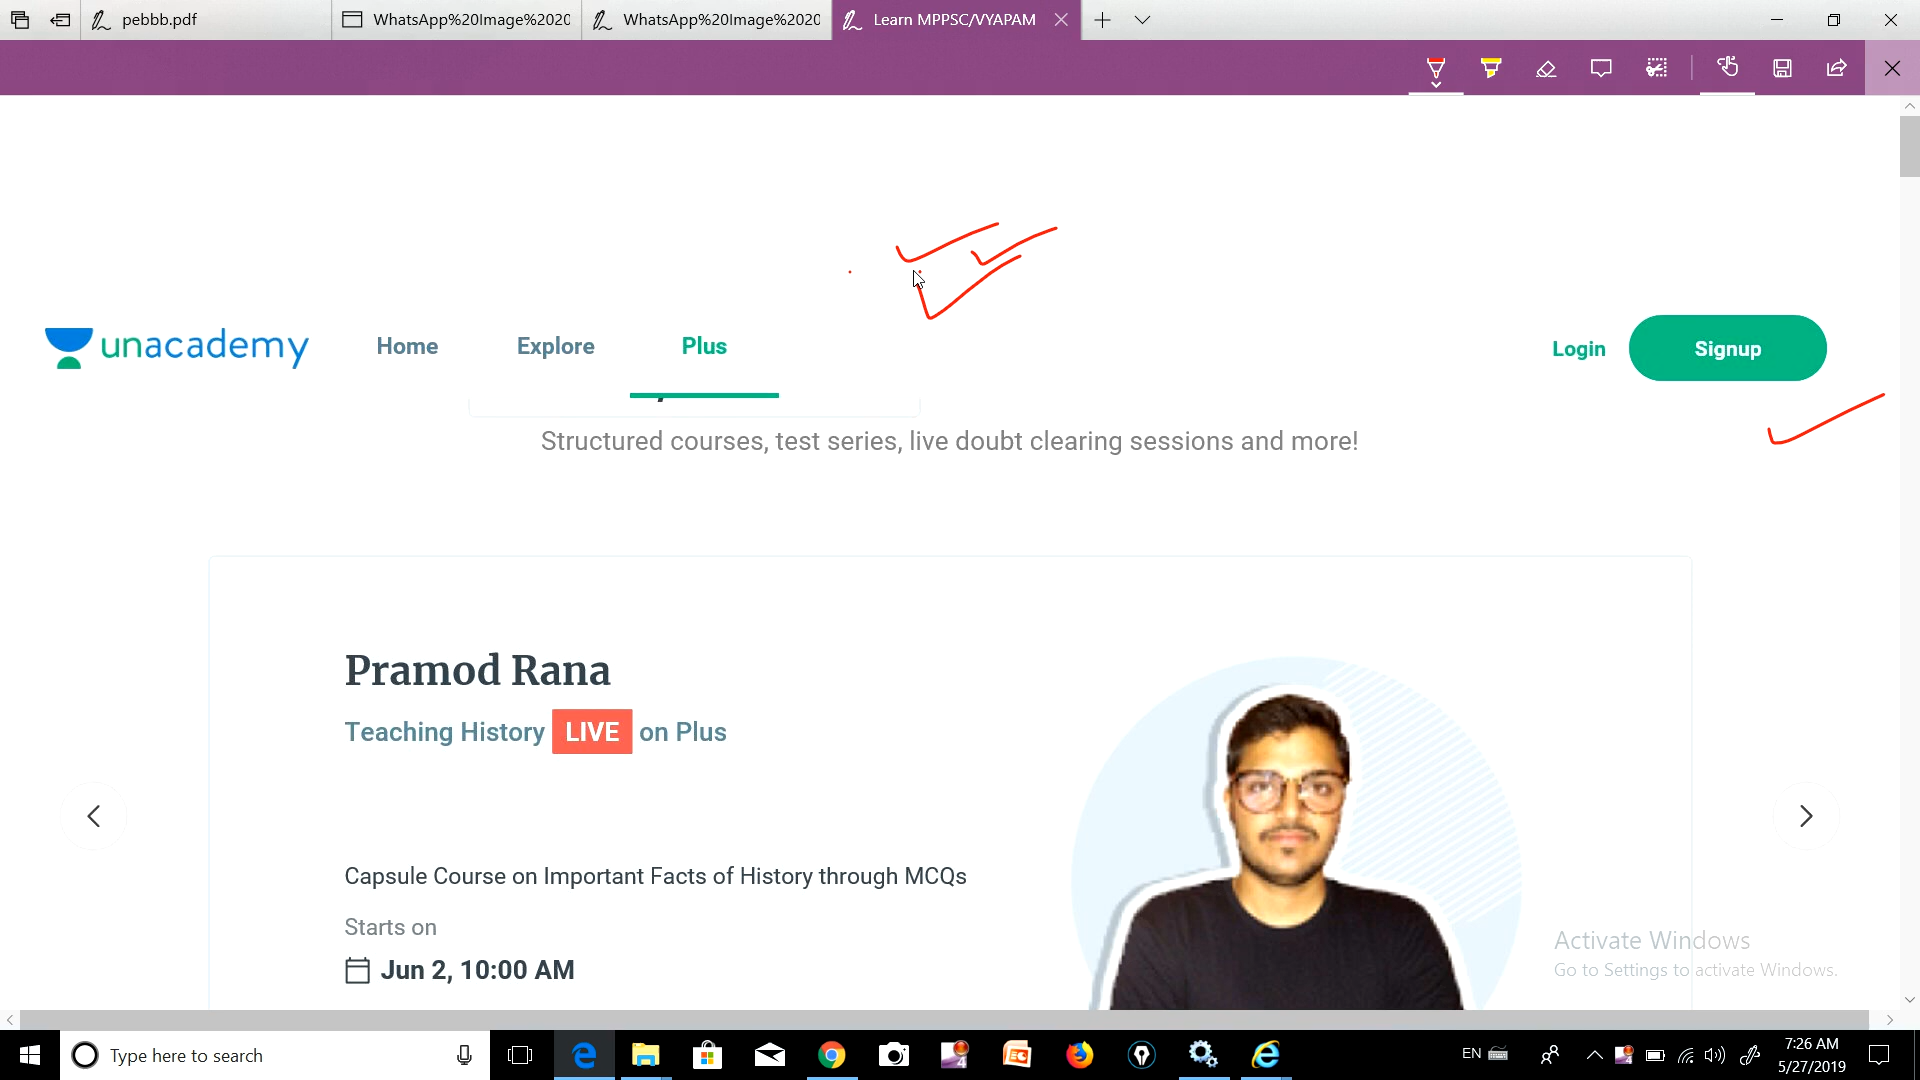 pebbb.pdf
WhatsApp%20Image%2020
WhatsApp%20Image%2020
Learn MPPSC/VYAPAM
unacademy
Home
Explore
Plus
Login
Signup
Structured courses, test series, live doubt clearing sessions and more!
Pramod Rana
Teaching History LIVE on Plus
Capsule Course on Important Facts of History through MCQs
Starts on
Jun 2, 10:00 AM
Activate Windows
Go to Settings to activate Windows.
Type here to search
EN
7:26 AM
5/27/2019